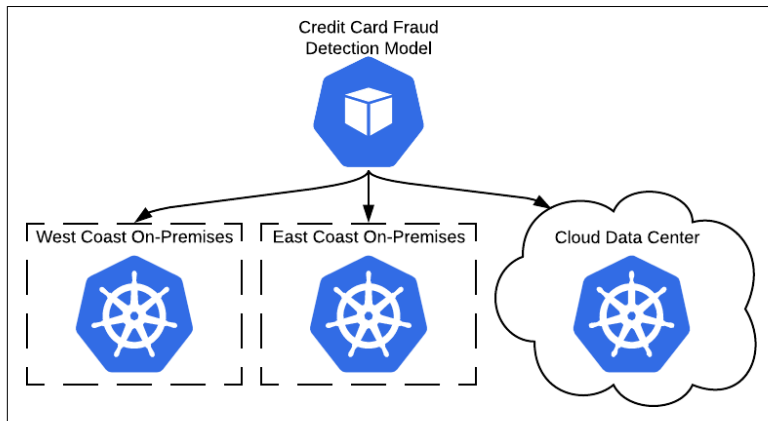 Credit Card Fraud
Detection Model
West Coast On-Premises
East Coast On-Premises
Cloud Data Center